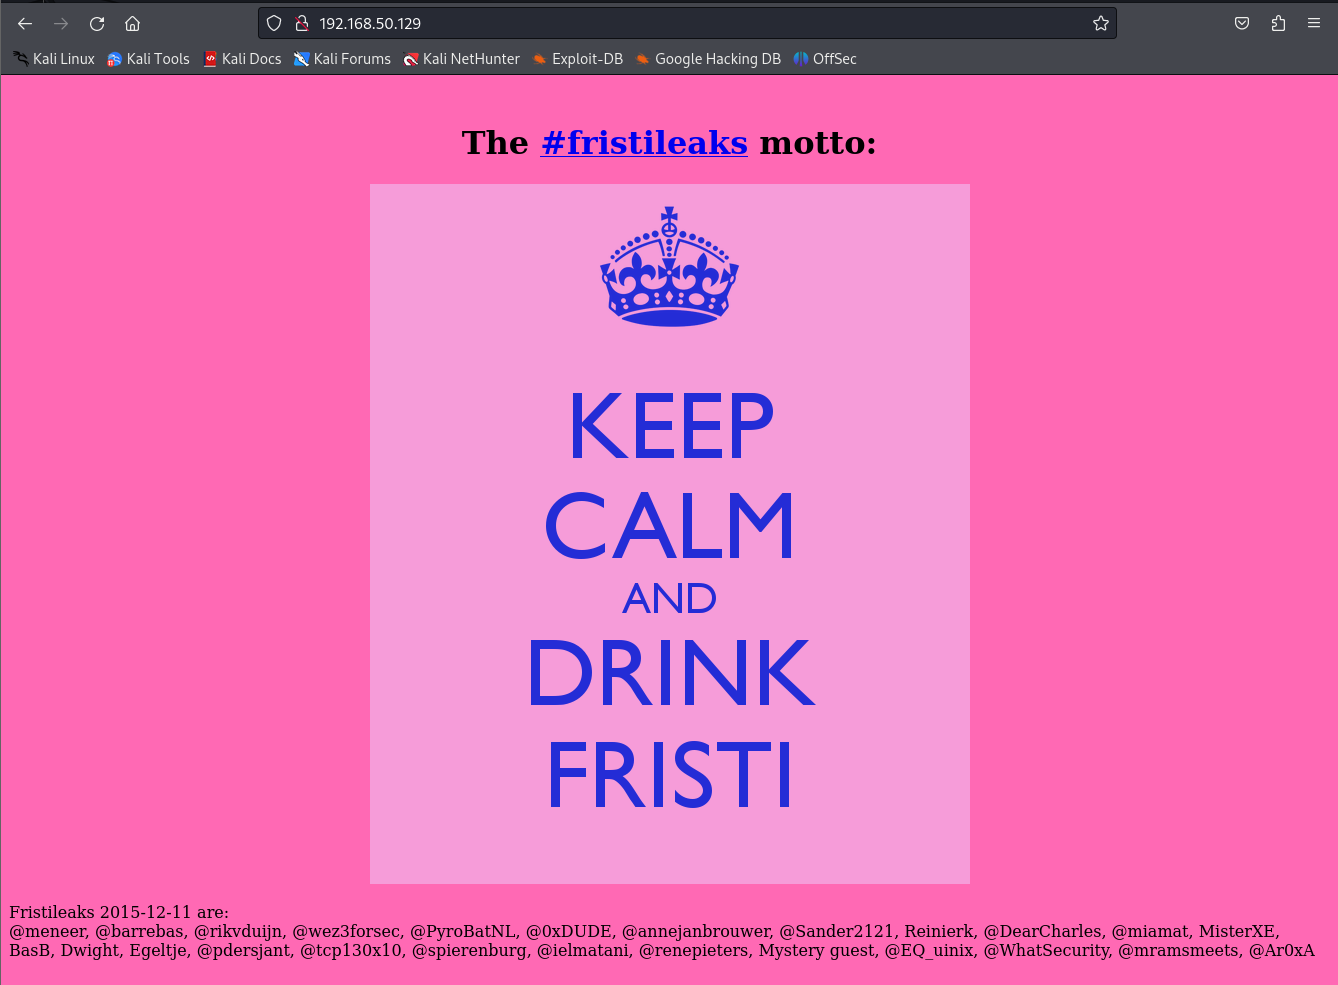 192.168.50.129
Kali Linux Kali Tools Kali Docs Kali Forums Kali NetHunter Exploit-DB Google Hacking DB OffSec
The #fristileaks motto:
KEEP
CALM
AND
DRINK
FRISTI
Fristileaks 2015-12-11 are:
@meneer, @barrebas, @rikvduijn, @wez3forsec, @PyroBatNL, @0xDUDE, @annejanbrouwer, @Sander2121, Reinierk, @DearCharles, @miamat, MisterXE,
BasB, Dwight, Egeltje, @pdersjant, @tcp130x10, @spierenburg, @ielmatani, @renepieters, Mystery guest, @EQ_uinix, @WhatSecurity, @mramsmeets, @Ar0xA